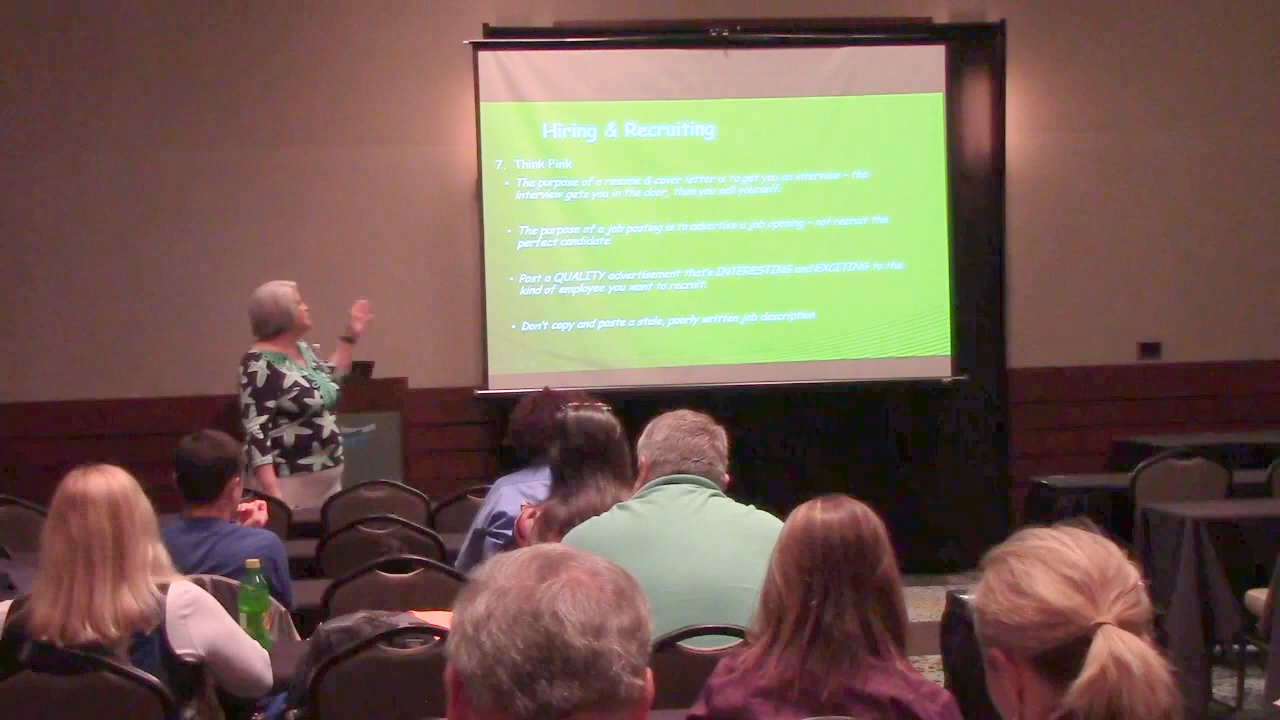 Hiring & Recruiting
7. Think Pink
• The purpose of a resume & cover letter is to get you an interview – the
interview gets you in the door, then you sell yourself.
• The purpose of a job posting is to advertise a job opening – not recruit the
perfect candidate
• Post a QUALITY advertisement that's INTERESTING and EXCITING to the
kind of employee you want to recruit.
• Don't copy and paste a stale, poorly written job description